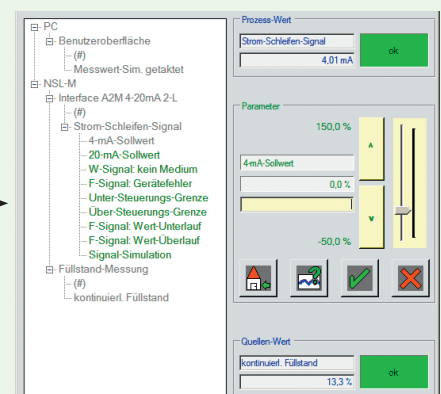 PC
Benutzeroberfläche
(#)
Messwert-Sim. getaktet
NSL-M
Interface A2M 4-20mA 2-L
(#)
Strom-Schleifen-Signal
4-mA-Sollwert
20-mA-Sollwert
W-Signal: kein Medium
F-Signal: Gerätefehler
Unter-Steuerungs-Grenze
Über-Steuerungs-Grenze
F-Signal: Wert-Unterlauf
F-Signal: Wert-Überlauf
Signal-Simulation
Füllstand-Messung
(#)
kontinuierl. Füllstand
Prozess-Wert
Strom-Schleifen-Signal
4,01 mA
ok
Parameter
150,0 %
^
4-mA-Sollwert
0,0 %
v
-50,0 %
Quellen-Wert
kontinuierl. Füllstand
13,3 %
ok